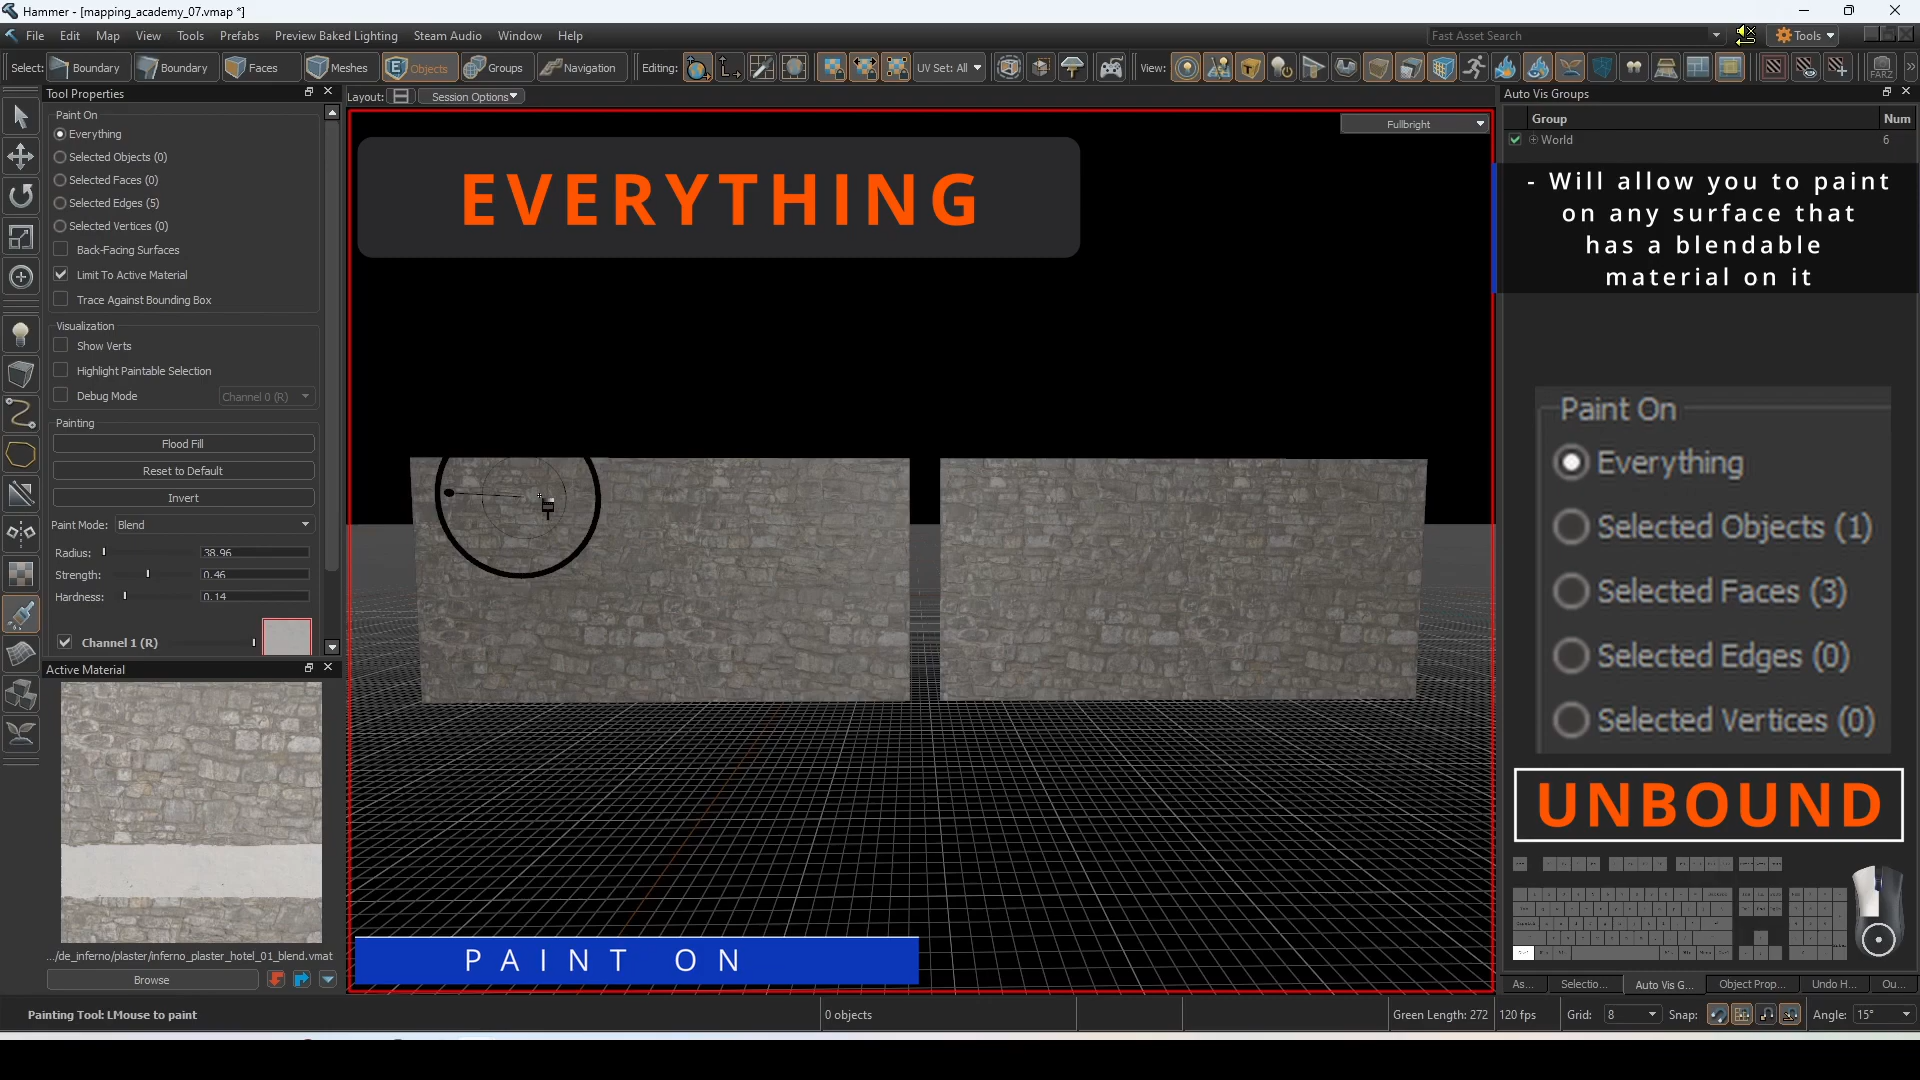 Hammer - [mapping_academy_07.vmap *]
File Edit Map View Tools Prefabs Preview Baked Lighting Steam Audio Window Help
Fast Asset Search
Tools
Select: Boundary Boundary Faces Meshes Objects Groups Navigation Editing: UV Set: All View: FARZ
Tool Properties
Layout: Session Options
Auto Vis Groups
Paint On
Everything
Selected Objects (0)
Selected Faces (0)
Selected Edges (5)
Selected Vertices (0)
Back-Facing Surfaces
Limit To Active Material
Trace Against Bounding Box
Visualization
Show Verts
Highlight Paintable Selection
Debug Mode Channel 0 (R)
Painting
Flood Fill
Reset to Default
Invert
Paint Mode: Blend
Radius: 38.96
Strength: 0.46
Hardness: 0.14
Channel 1 (R)
Active Material
.../de_inferno/plaster/inferno_plaster_hotel_01_blend.vmat
Browse
Fullbright
EVERYTHING
PAINT ON
Group Num
World 6
- Will allow you to paint
on any surface that
has a blendable
material on it
Paint On
Everything
Selected Objects (1)
Selected Faces (3)
Selected Edges (0)
Selected Vertices (0)
UNBOUND
As... Selectio... Auto Vis G... Object Prop... Undo H... Ou...
Painting Tool: LMouse to paint
0 objects
Green Length: 272
120 fps
Grid: 8
Snap:
Angle: 15°